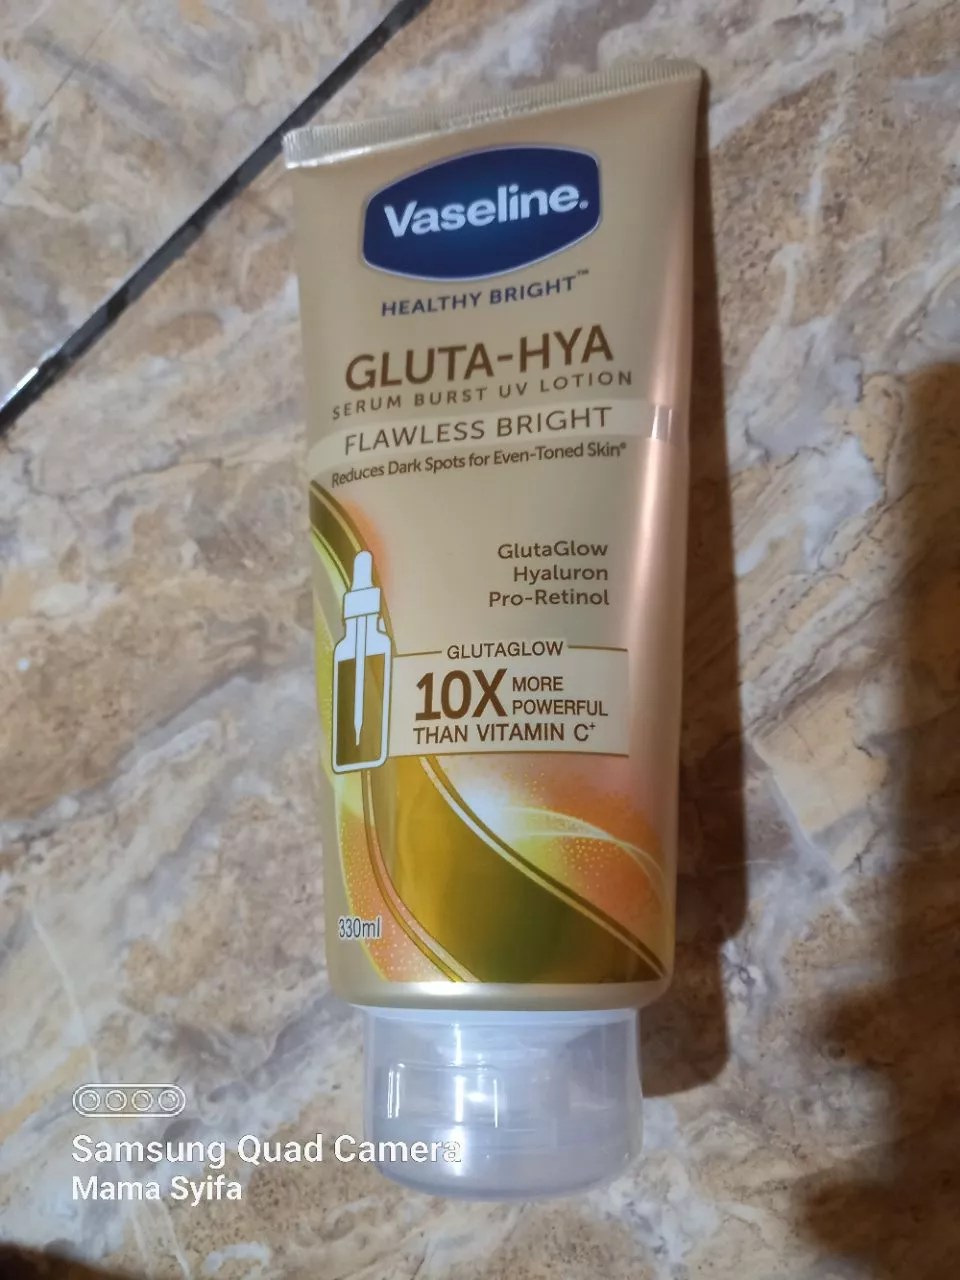 Vaseline.
HEALTHY BRIGHT™
GLUTA-HYA
SERUM BURST UV LOTION
FLAWLESS BRIGHT
Reduces Dark Spots for Even-Toned Skin*
GlutaGlow
Hyaluron
Pro-Retinol
GLUTAGLOW
10X MORE
POWERFUL
THAN VITAMIN C⁺
330ml
Samsung Quad Camera
Mama Syifa